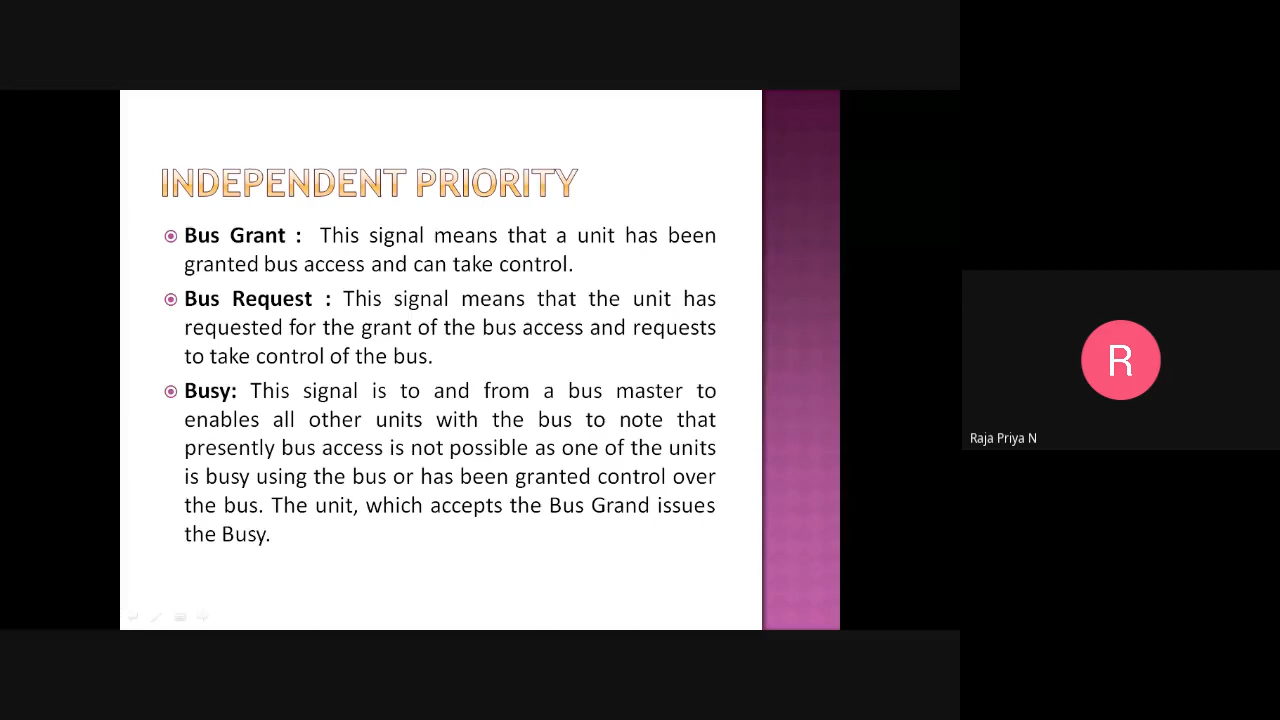 INDEPENDENT PRIORITY
Bus Grant : This signal means that a unit has been
granted bus access and can take control.
Bus Request : This signal means that the unit has
requested for the grant of the bus access and requests
to take control of the bus.
Busy: This signal is to and from a bus master to
enables all other units with the bus to note that
presently bus access is not possible as one of the units
is busy using the bus or has been granted control over
the bus. The unit, which accepts the Bus Grand issues
the Busy.
R
Raja Priya N